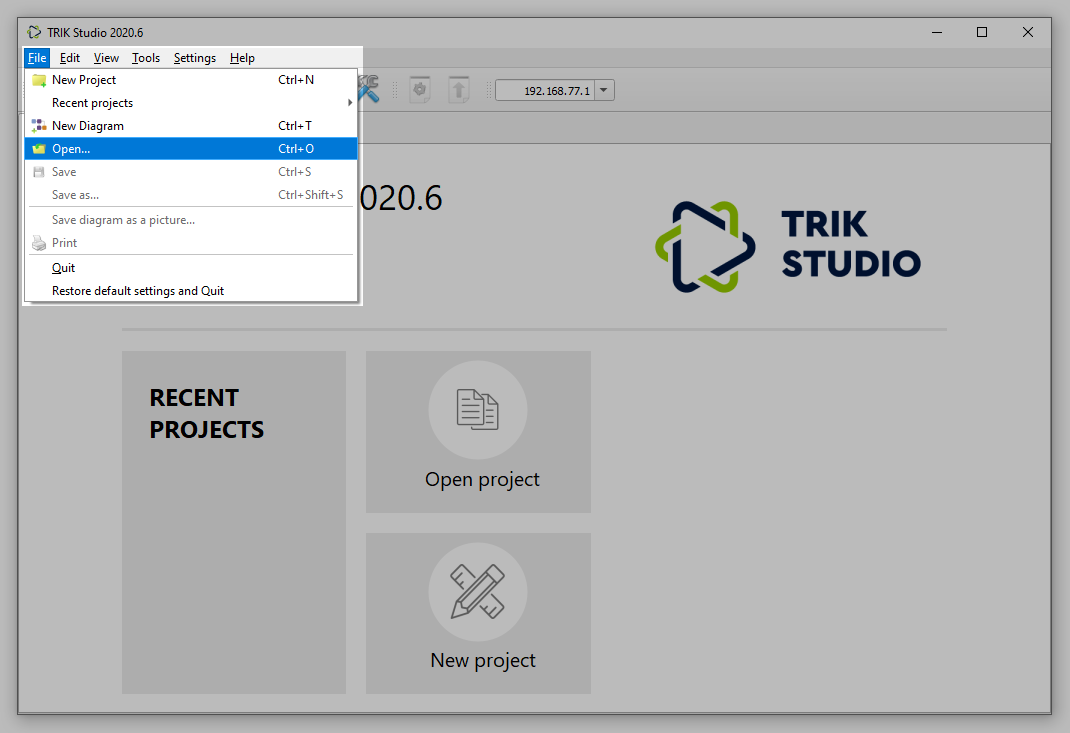 TRIK Studio 2020.6
File Edit View Tools Settings Help
New Project Ctrl+N
Recent projects
New Diagram Ctrl+T
Open... Ctrl+O
Save Ctrl+S
Save as... Ctrl+Shift+S
Save diagram as a picture...
Print
Quit
Restore default settings and Quit
192.168.77.1
020.6
TRIK
STUDIO
RECENT
PROJECTS
Open project
New project